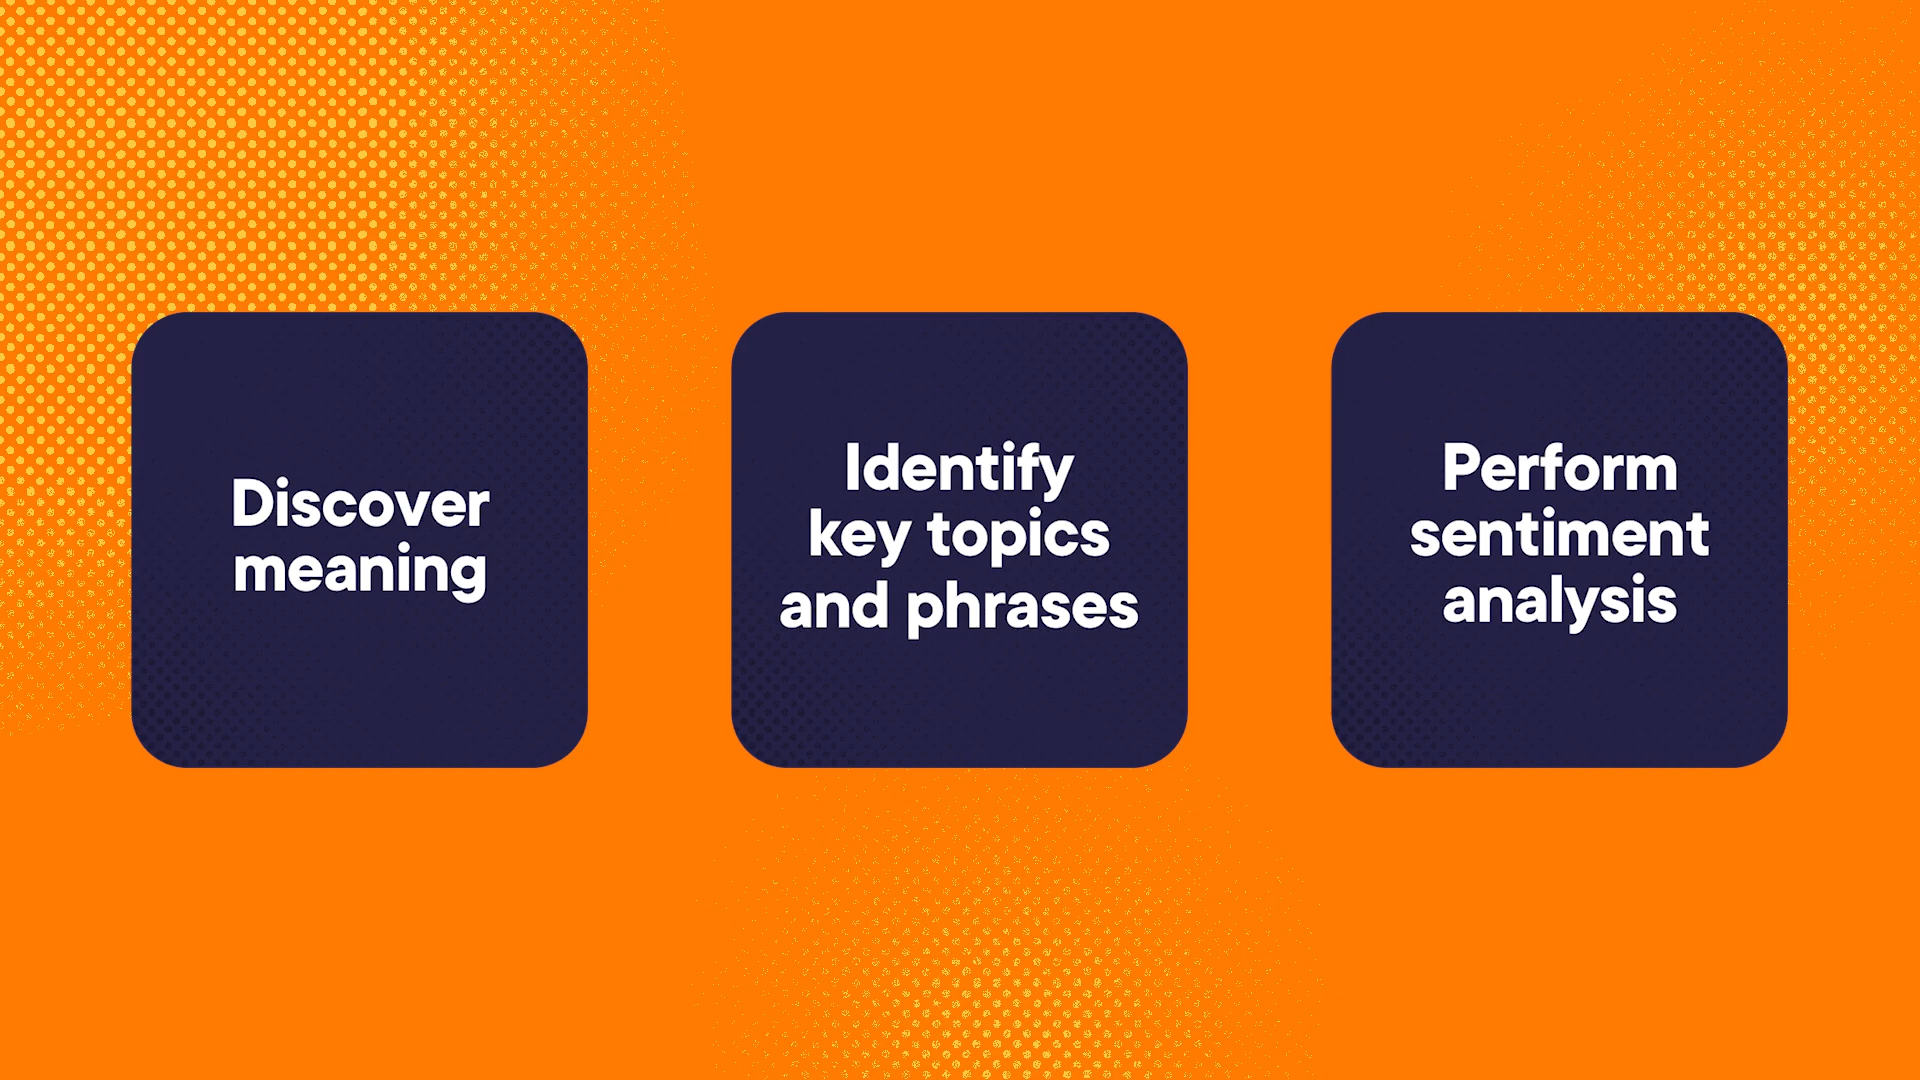 Discover
meaning
Identify
key topics
and phrases
Perform
sentiment
analysis